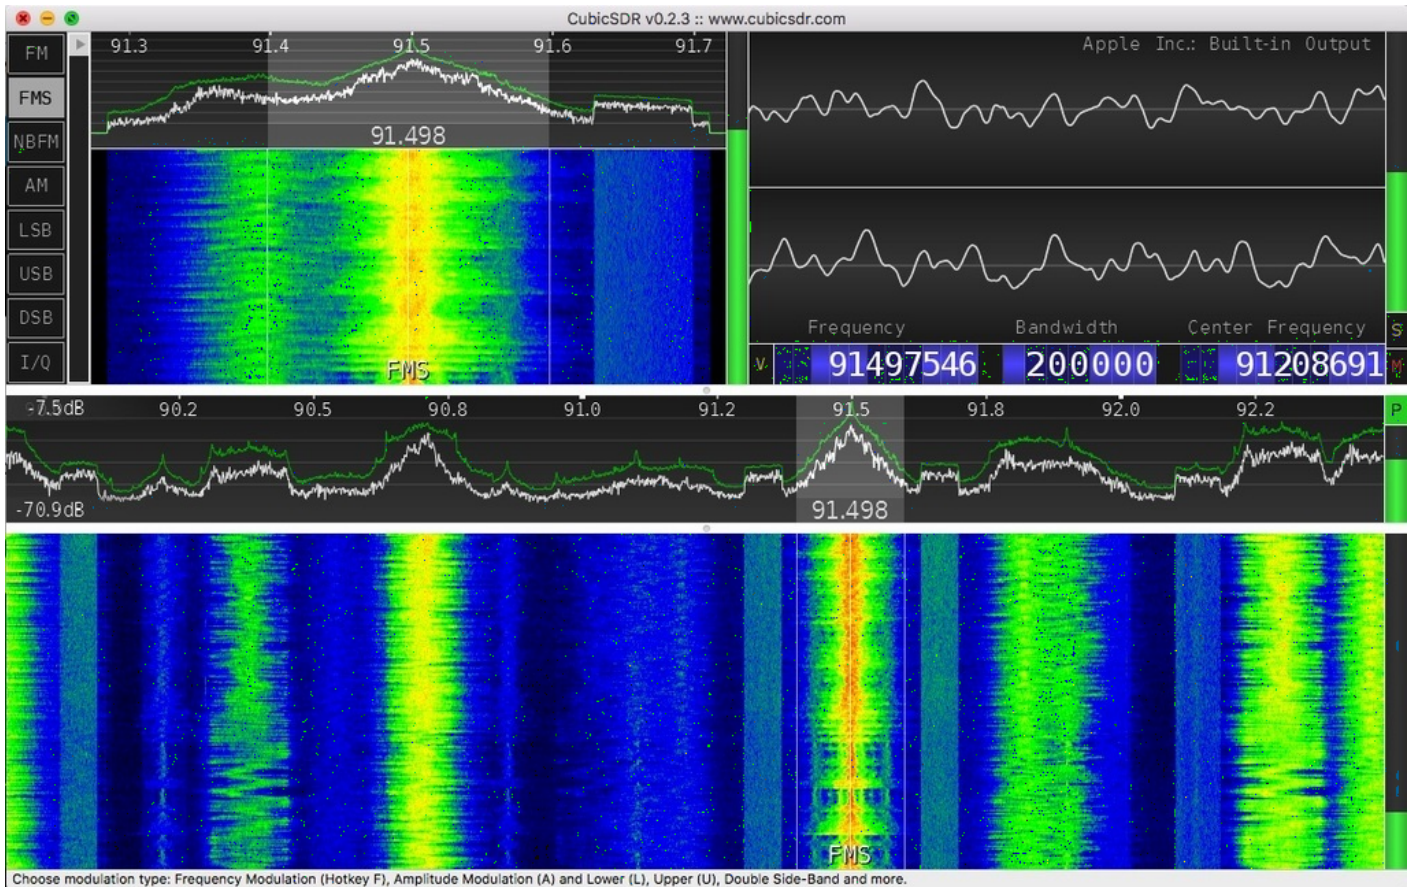 CubicSDR v0.2.3 :: www.cubicsdr.com
FM
FMS
NBFM
AM
LSB
USB
DSB
I/Q
91.3 91.4 91.5 91.6 91.7
91.498
FMS
Apple Inc.: Built-in Output
Frequency Bandwidth Center Frequency
V 91497546 200000 91208691
S
M
-7.5dB 90.2 90.5 90.8 91.0 91.2 91.5 91.8 92.0 92.2
P
-70.9dB
91.498
FMS
Choose modulation type: Frequency Modulation (Hotkey F), Amplitude Modulation (A) and Lower (L), Upper (U), Double Side-Band and more.